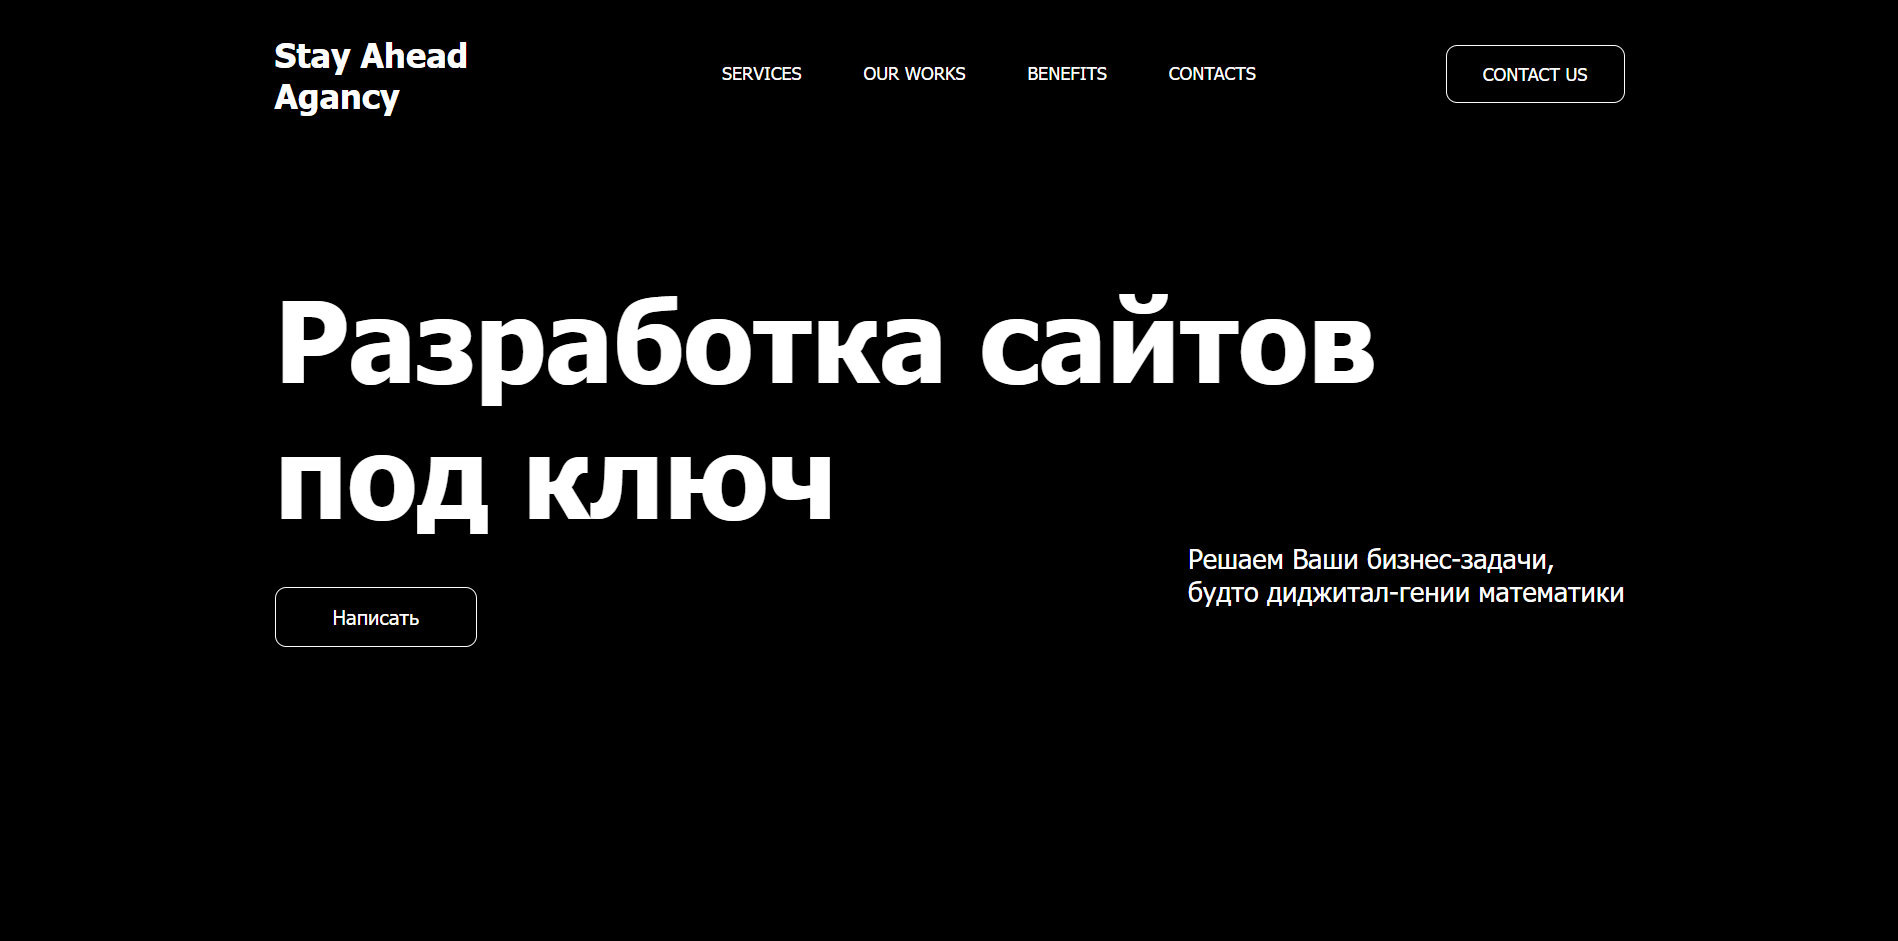 Stay Ahead
Agancy
SERVICES
OUR WORKS
BENEFITS
CONTACTS
CONTACT US
Разработка сайтов
под ключ
Решаем Ваши бизнес-задачи,
будто диджитал-гении математики
Написать